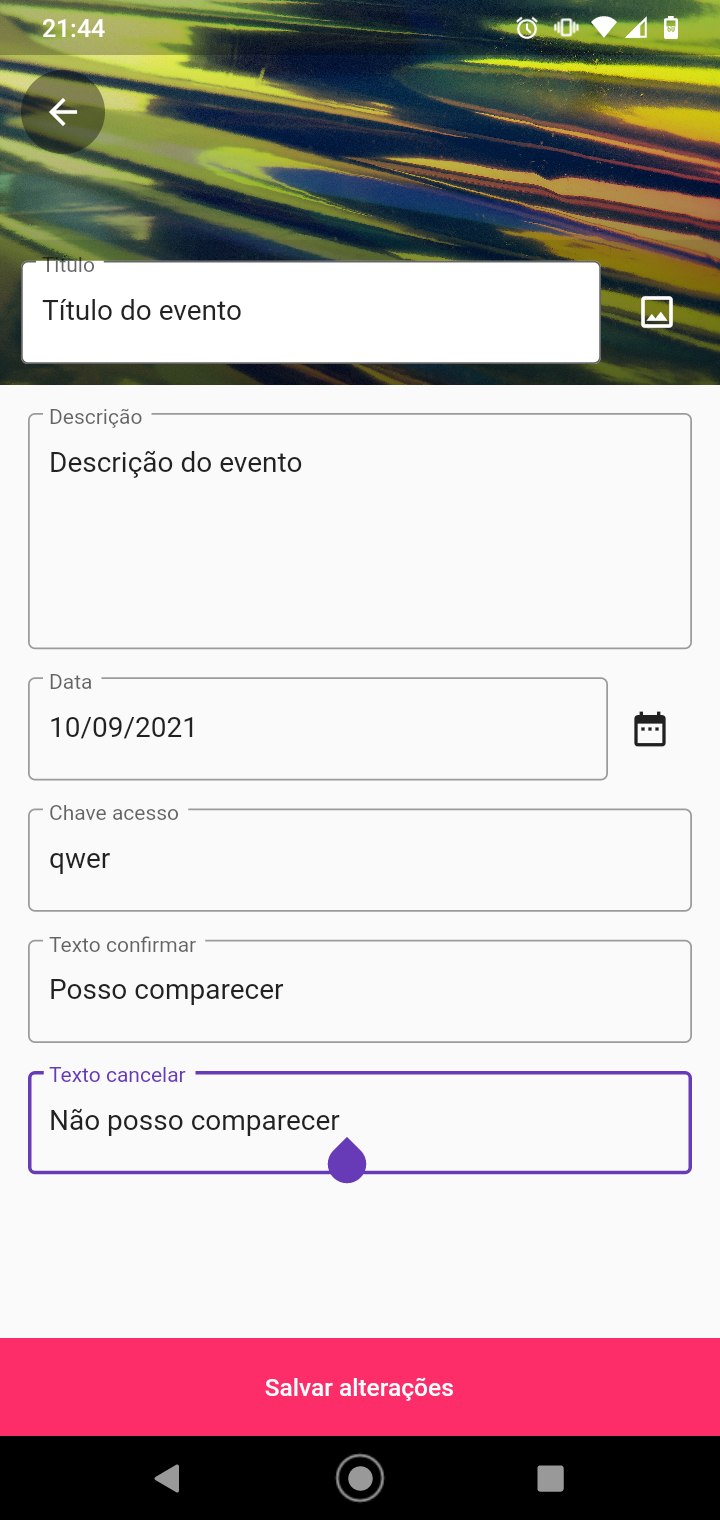 21:44
Título
Título do evento
Descrição
Descrição do evento
Data
10/09/2021
Chave acesso
qwer
Texto confirmar
Posso comparecer
Texto cancelar
Não posso comparecer
Salvar alterações